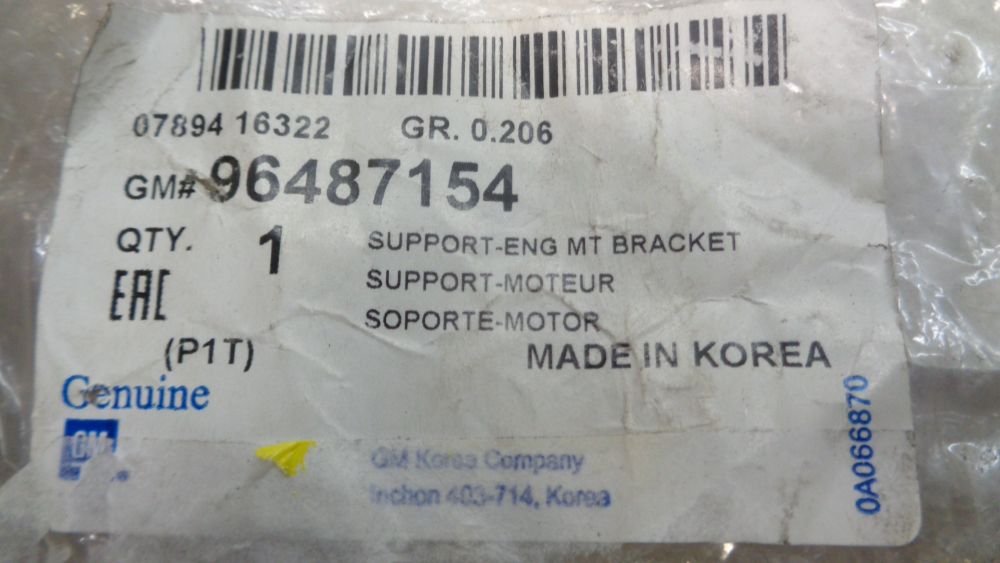 07894 16322 GR. 0.206
GM# 96487154
QTY. 1 SUPPORT-ENG MT BRACKET
SUPPORT-MOTEUR
EAC
SOPORTE-MOTOR
(P1T) MADE IN KOREA
Genuine
GM
GM Korea Company
Inchon 403-714, Korea
0A066870